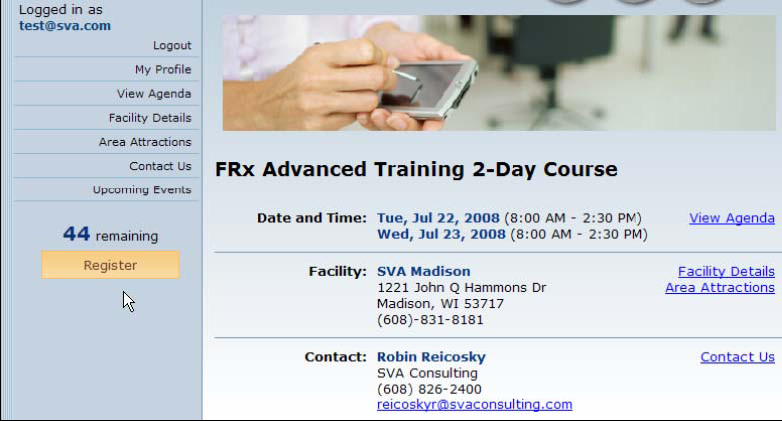 Logged in as
test@sva.com
Logout
My Profile
View Agenda
Facility Details
Area Attractions
Contact Us
Upcoming Events
44 remaining
Register
FRx Advanced Training 2-Day Course
Date and Time: Tue, Jul 22, 2008 (8:00 AM - 2:30 PM) View Agenda
Wed, Jul 23, 2008 (8:00 AM - 2:30 PM)
Facility: SVA Madison Facility Details
1221 John Q Hammons Dr Area Attractions
Madison, WI 53717
(608)-831-8181
Contact: Robin Reicosky Contact Us
SVA Consulting
(608) 826-2400
reicoskyr@svaconsulting.com